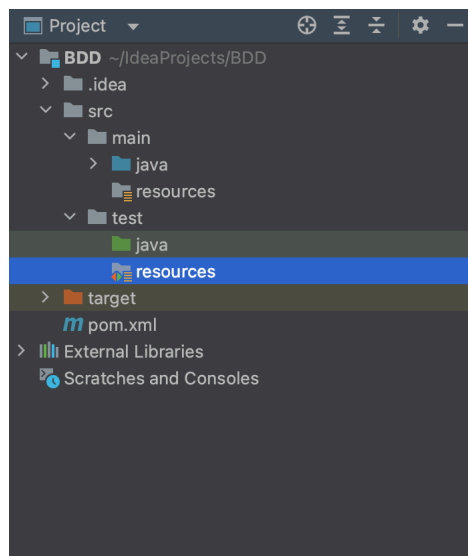 Project
BDD ~/IdeaProjects/BDD
.idea
src
main
java
resources
test
java
resources
target
m pom.xml
External Libraries
Scratches and Consoles